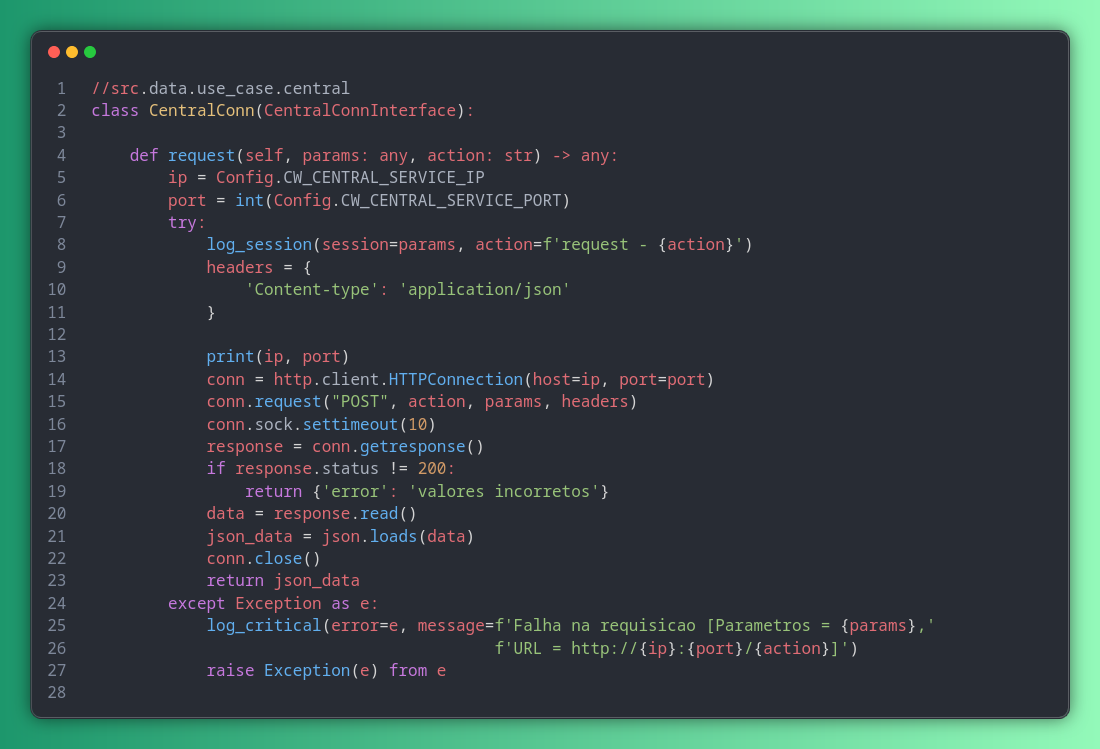 1 //src.data.use_case.central
2 class CentralConn(CentralConnInterface):
3
4     def request(self, params: any, action: str) -> any:
5         ip = Config.CW_CENTRAL_SERVICE_IP
6         port = int(Config.CW_CENTRAL_SERVICE_PORT)
7         try:
8             log_session(session=params, action=f'request - {action}')
9             headers = {
10                 'Content-type': 'application/json'
11             }
12
13             print(ip, port)
14             conn = http.client.HTTPConnection(host=ip, port=port)
15             conn.request("POST", action, params, headers)
16             conn.sock.settimeout(10)
17             response = conn.getresponse()
18             if response.status != 200:
19                 return {'error': 'valores incorretos'}
20             data = response.read()
21             json_data = json.loads(data)
22             conn.close()
23             return json_data
24         except Exception as e:
25             log_critical(error=e, message=f'Falha na requisicao [Parametros = {params},'
26                                           f'URL = http://{ip}:{port}/{action}]')
27             raise Exception(e) from e
28